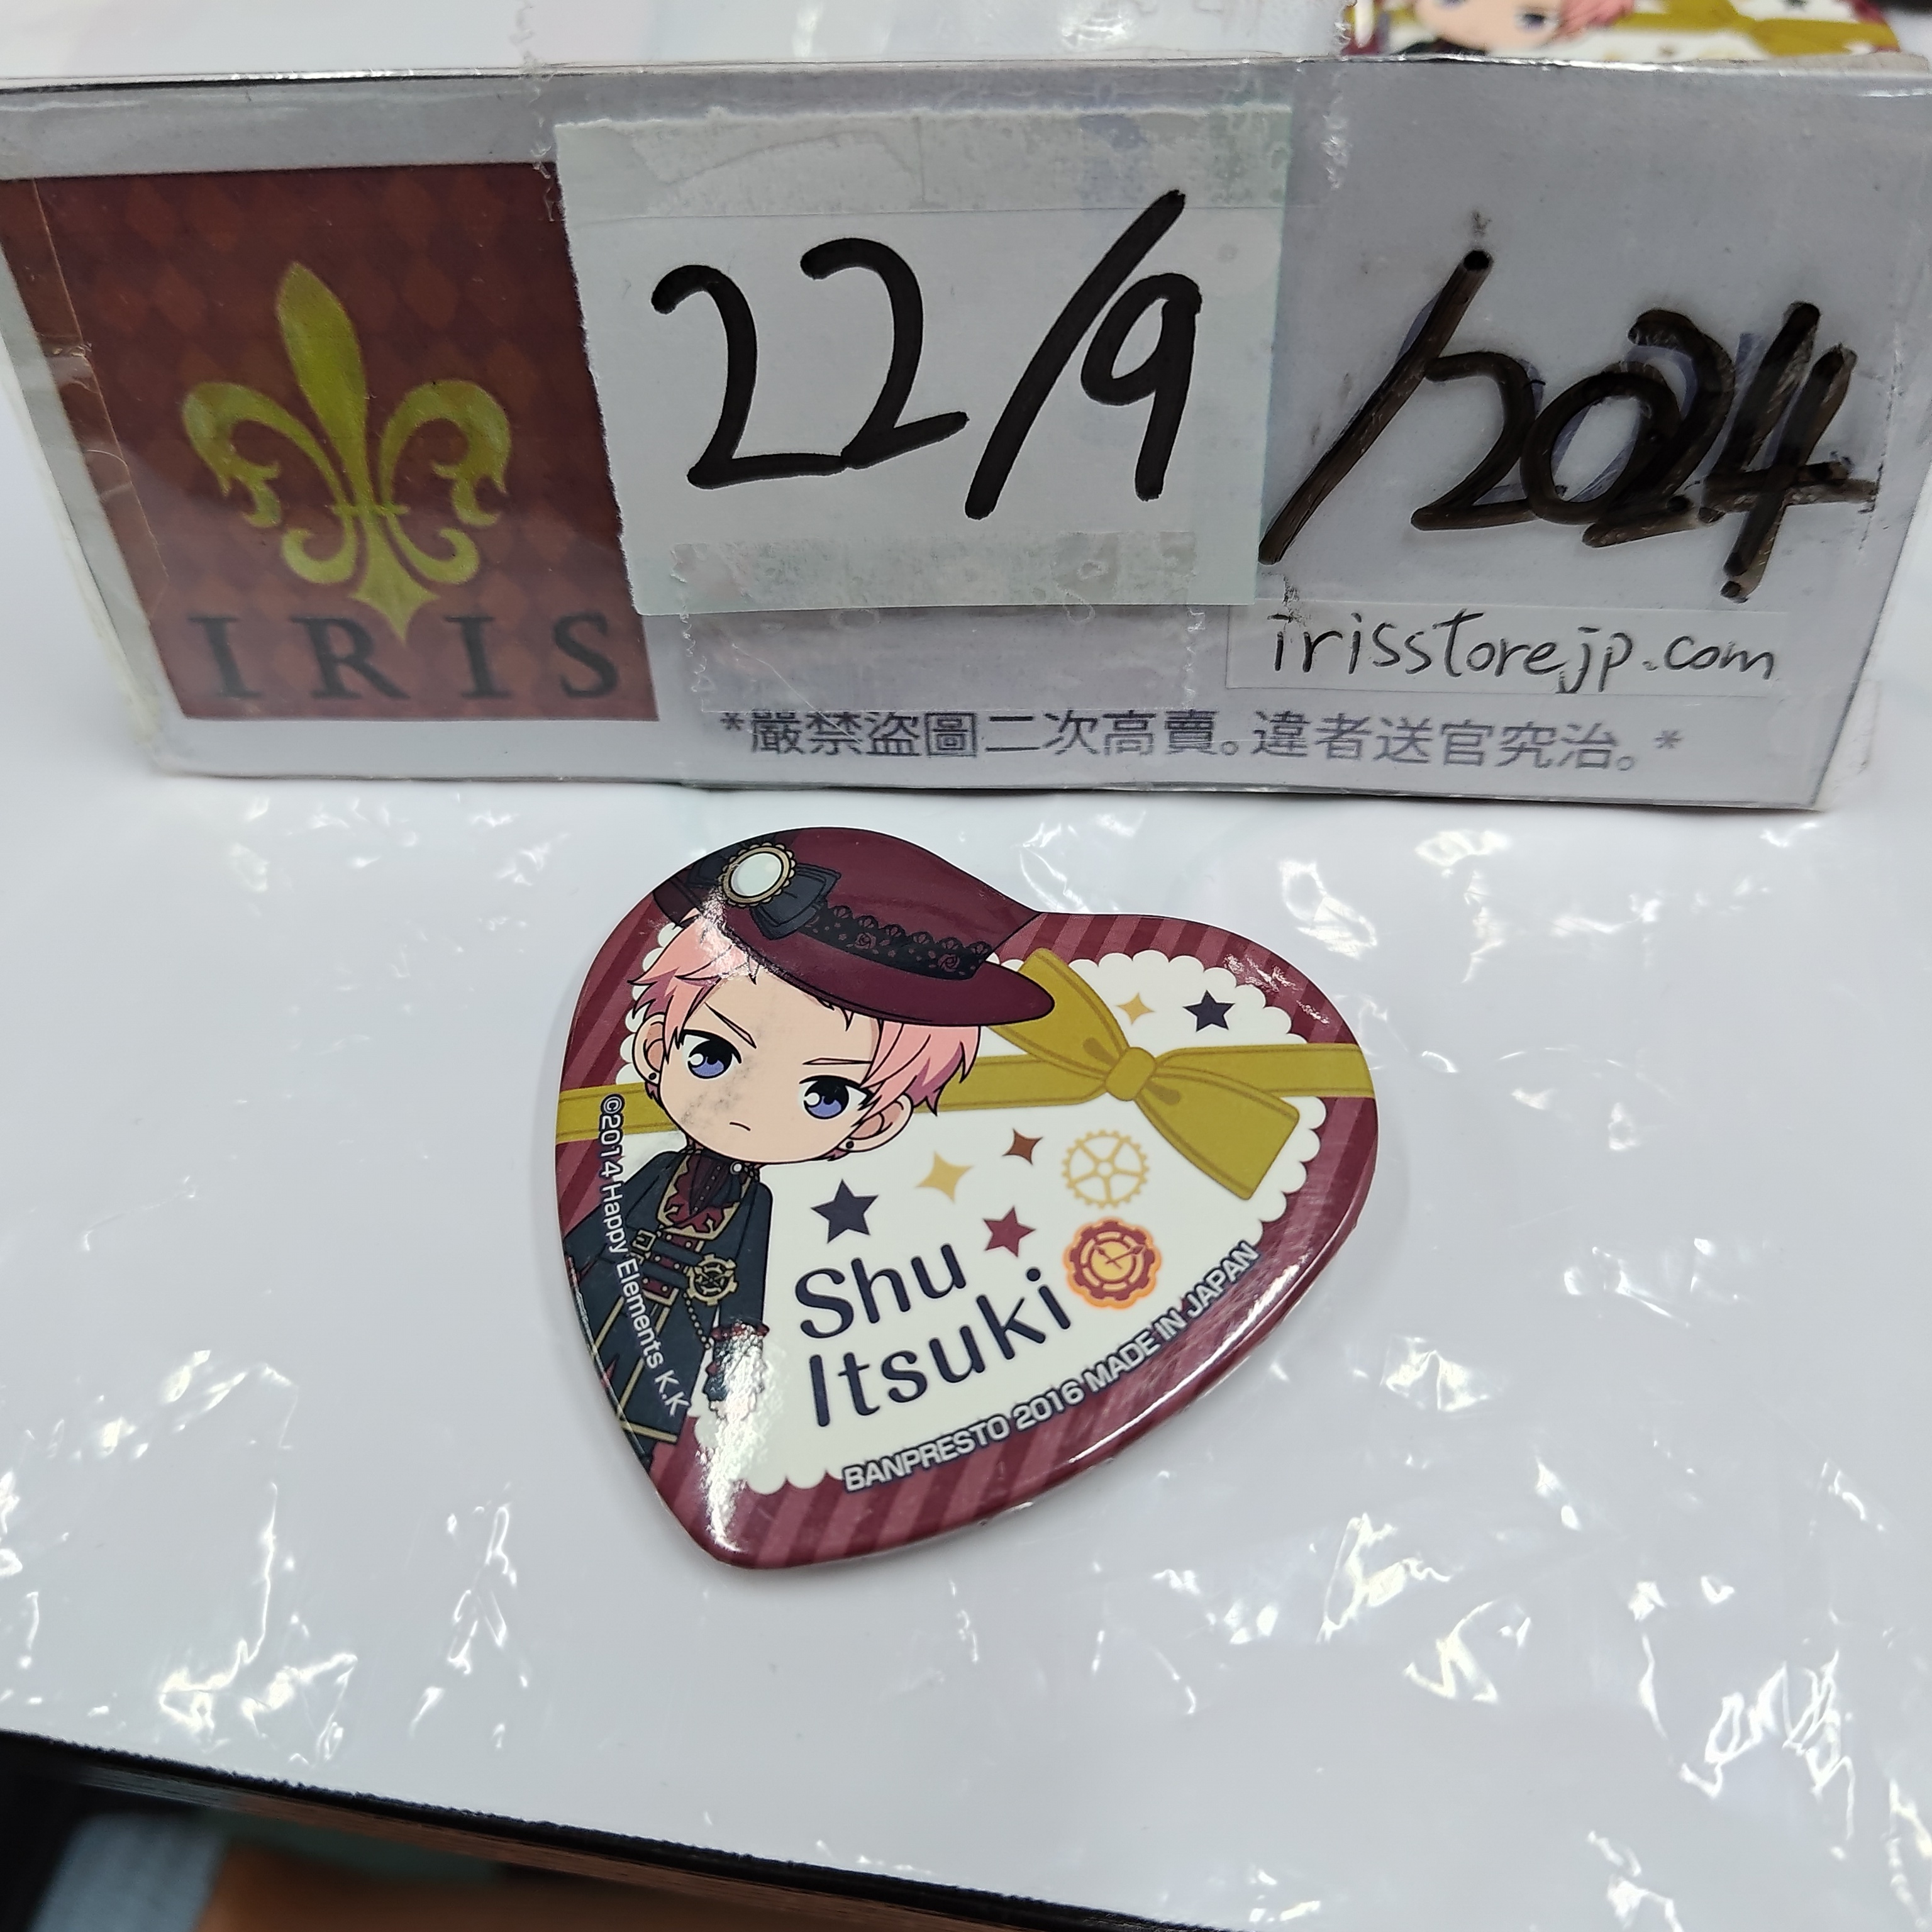 22/9/2024
IRIS
irisstorejp.com
*嚴禁盜圖二次高賣。違者送官究治。*
©2014 Happy Elements K.K
Shu
Itsuki
BANPRESTO 2016 MADE IN JAPAN